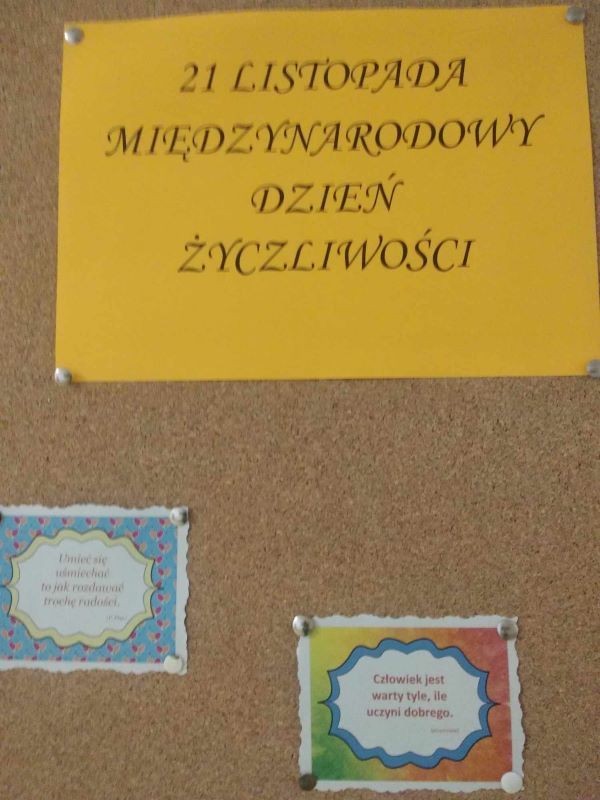 21 LISTOPADA
MIĘDZYNARODOWY
DZIEŃ
ŻYCZLIWOŚCI
Umieć się
uśmiechać
to jak rozdawać
trochę radości.
Człowiek jest
warty tyle, ile
uczyni dobrego.